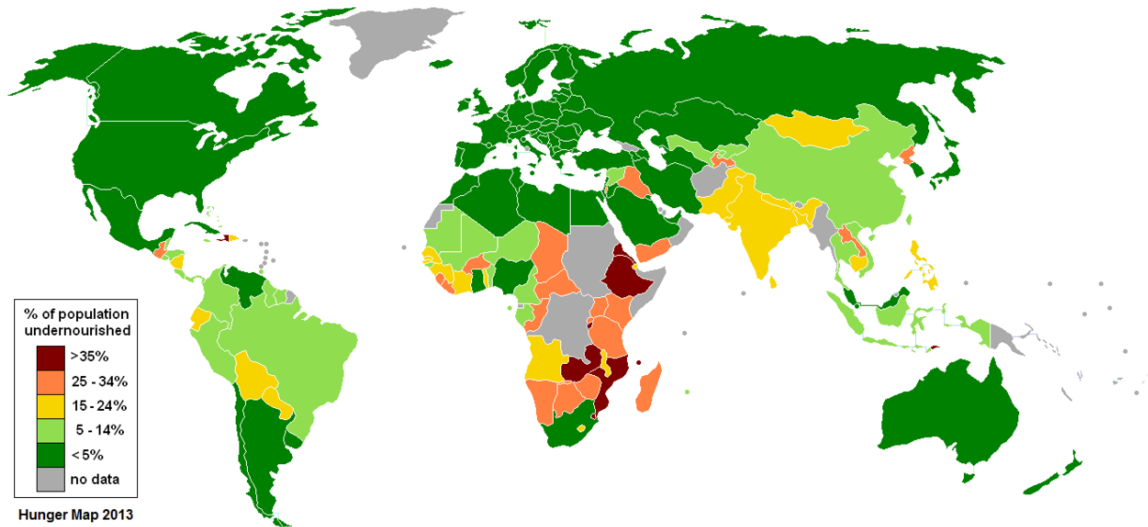 % of population
undernourished
>35%
25 - 34%
15 - 24%
5 - 14%
< 5%
no data
Hunger Map 2013